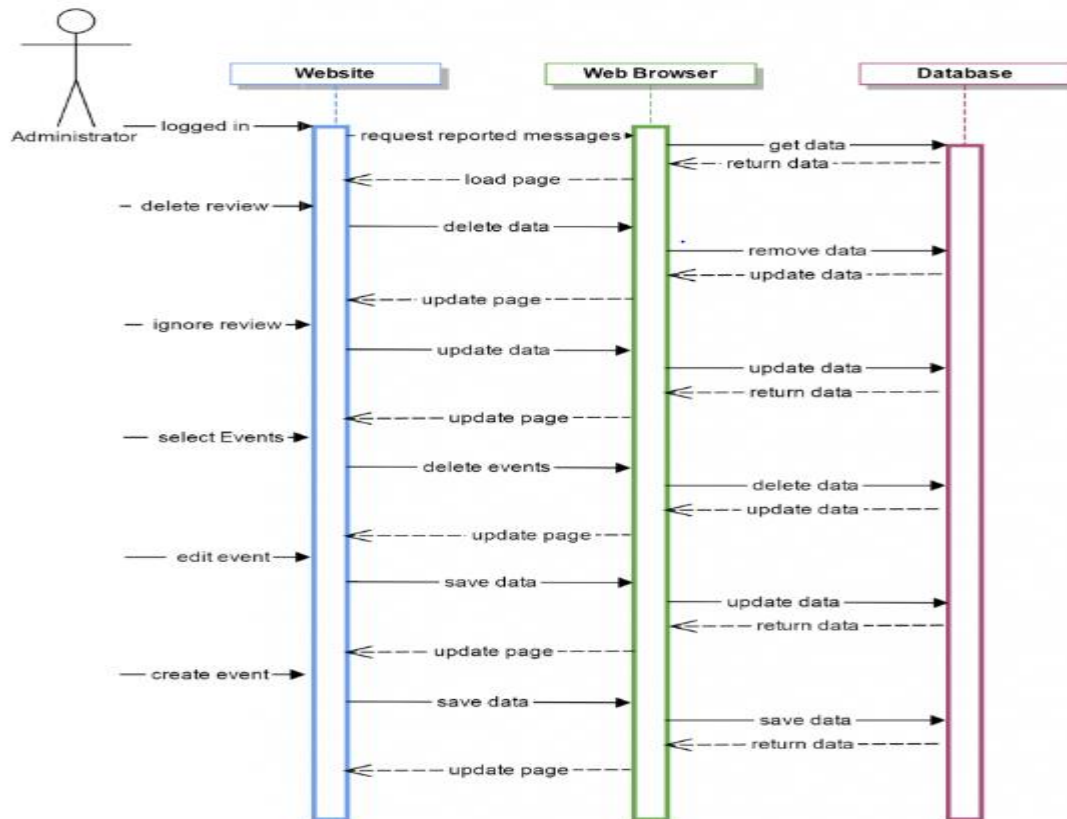 Website
Web Browser
Database
Administrator
logged in
request reported messages
get data
return data
load page
delete review
delete data
remove data
update data
update page
ignore review
update data
update data
return data
update page
select Events
delete events
delete data
update data
update page
edit event
save data
update data
return data
update page
create event
save data
save data
return data
update page